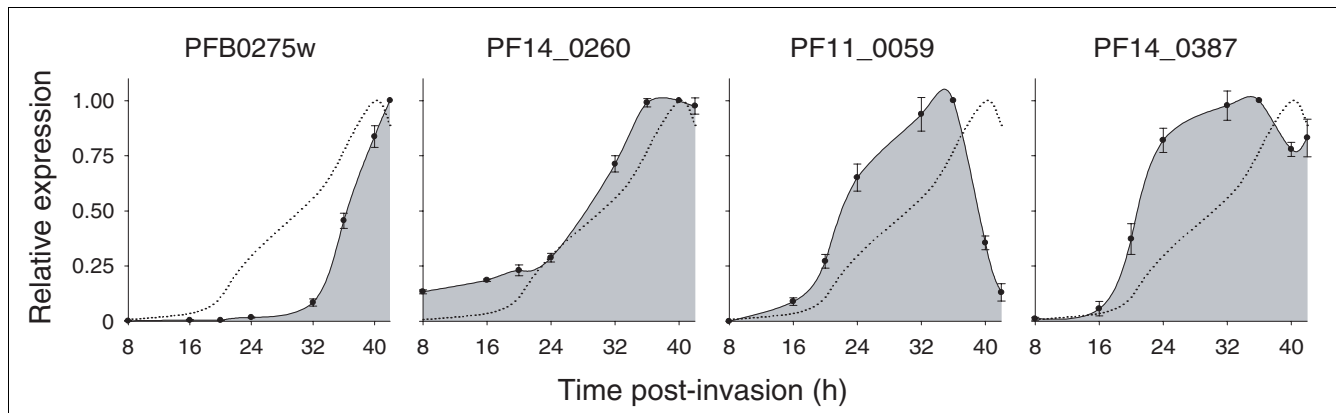 PFB0275w PF14_0260 PF11_0059 PF14_0387
Relative expression
1.00
0.75
0.50
0.25
0
8 16 24 32 40 8 16 24 32 40 8 16 24 32 40 8 16 24 32 40
Time post-invasion (h)